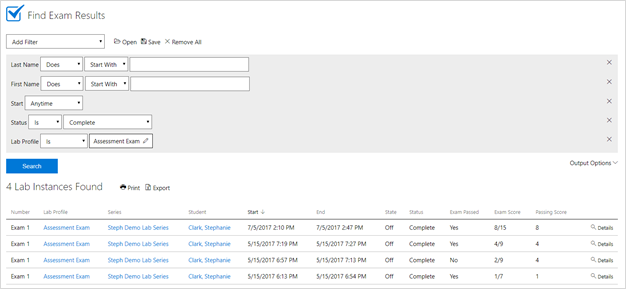 Find Exam Results
Add Filter Open Save Remove All
Last Name Does Start With
First Name Does Start With
Start Anytime
Status Is Complete
Lab Profile Is Assessment Exam
Search Output Options
4 Lab Instances Found Print Export
Number Lab Profile Series Student Start End State Status Exam Passed Exam Score Passing Score
Exam 1 Assessment Exam Steph Demo Lab Series Clark, Stephanie 7/5/2017 2:10 PM 7/5/2017 2:47 PM Off Complete Yes 8/15 8 Details
Exam 1 Assessment Exam Steph Demo Lab Series Clark, Stephanie 5/15/2017 7:19 PM 5/15/2017 7:27 PM Off Complete Yes 4/9 4 Details
Exam 1 Assessment Exam Steph Demo Lab Series Clark, Stephanie 5/15/2017 6:57 PM 5/15/2017 7:13 PM Off Complete No 2/9 4 Details
Exam 1 Assessment Exam Steph Demo Lab Series Clark, Stephanie 5/15/2017 6:13 PM 5/15/2017 6:54 PM Off Complete Yes 1/7 1 Details